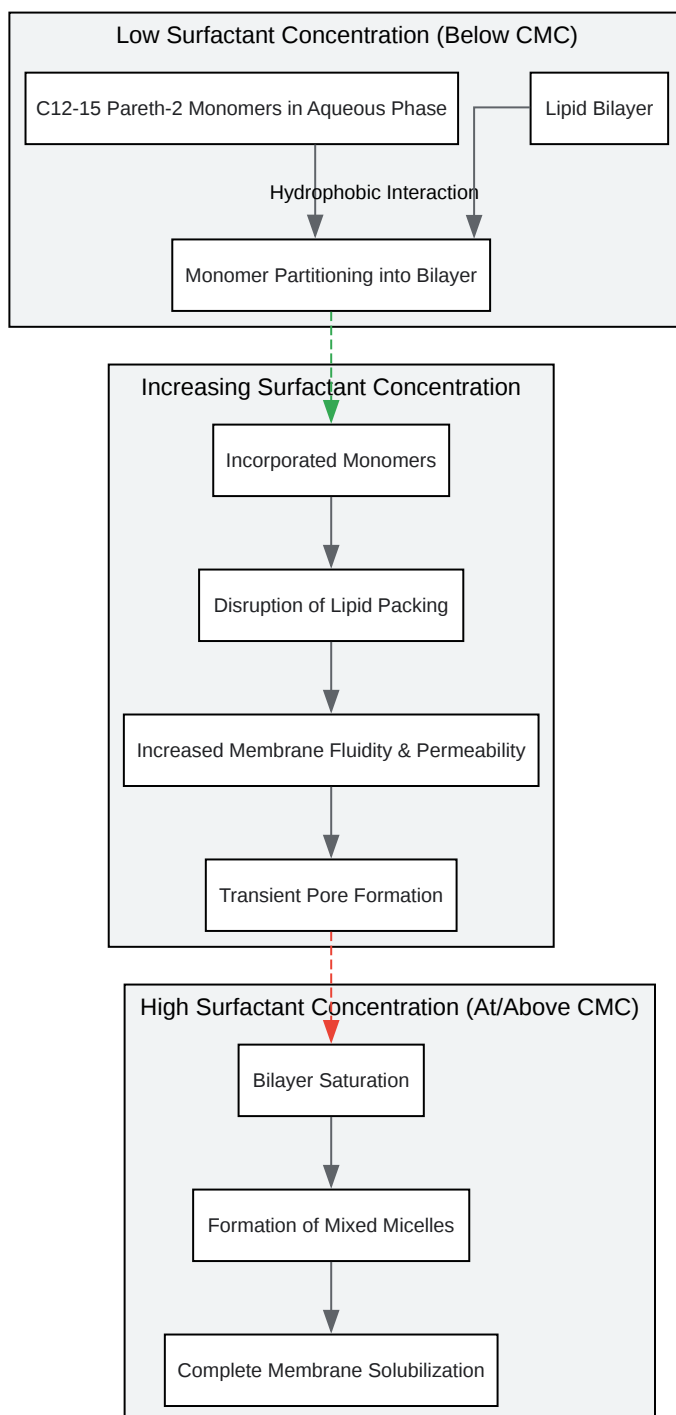 Low Surfactant Concentration (Below CMC)
C12-15 Pareth-2 Monomers in Aqueous Phase
Lipid Bilayer
Hydrophobic Interaction
Monomer Partitioning into Bilayer
Increasing Surfactant Concentration
Incorporated Monomers
Disruption of Lipid Packing
Increased Membrane Fluidity & Permeability
Transient Pore Formation
High Surfactant Concentration (At/Above CMC)
Bilayer Saturation
Formation of Mixed Micelles
Complete Membrane Solubilization